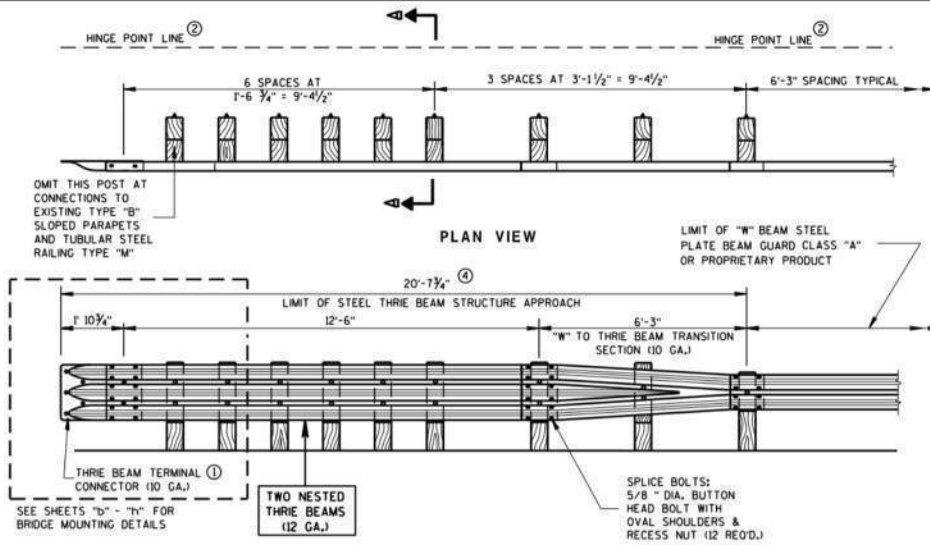 HINGE POINT LINE ②
HINGE POINT LINE ②
6 SPACES AT
1'-6 3/4" = 9'-4 1/2"
3 SPACES AT 3'-1 1/2" = 9'-4 1/2"
6'-3" SPACING TYPICAL
OMIT THIS POST AT
CONNECTIONS TO
EXISTING TYPE "B"
SLOPED PARAPETS
AND TUBULAR STEEL
RAILING TYPE "M"
PLAN VIEW
LIMIT OF "W" BEAM STEEL
PLATE BEAM GUARD CLASS "A"
OR PROPRIETARY PRODUCT
20'-7 3/4" ④
LIMIT OF STEEL THRIE BEAM STRUCTURE APPROACH
1' 10 3/4"
12'-6"
6'-3"
"W" TO THRIE BEAM TRANSITION
SECTION (10 GA.)
THRIE BEAM TERMINAL ①
CONNECTOR (10 GA.)
SEE SHEETS "b" - "h" FOR
BRIDGE MOUNTING DETAILS
TWO NESTED
THRIE BEAMS
(12 GA.)
SPLICE BOLTS:
5/8 " DIA. BUTTON
HEAD BOLT WITH
OVAL SHOULDERS &
RECESS NUT (12 REQ'D.)